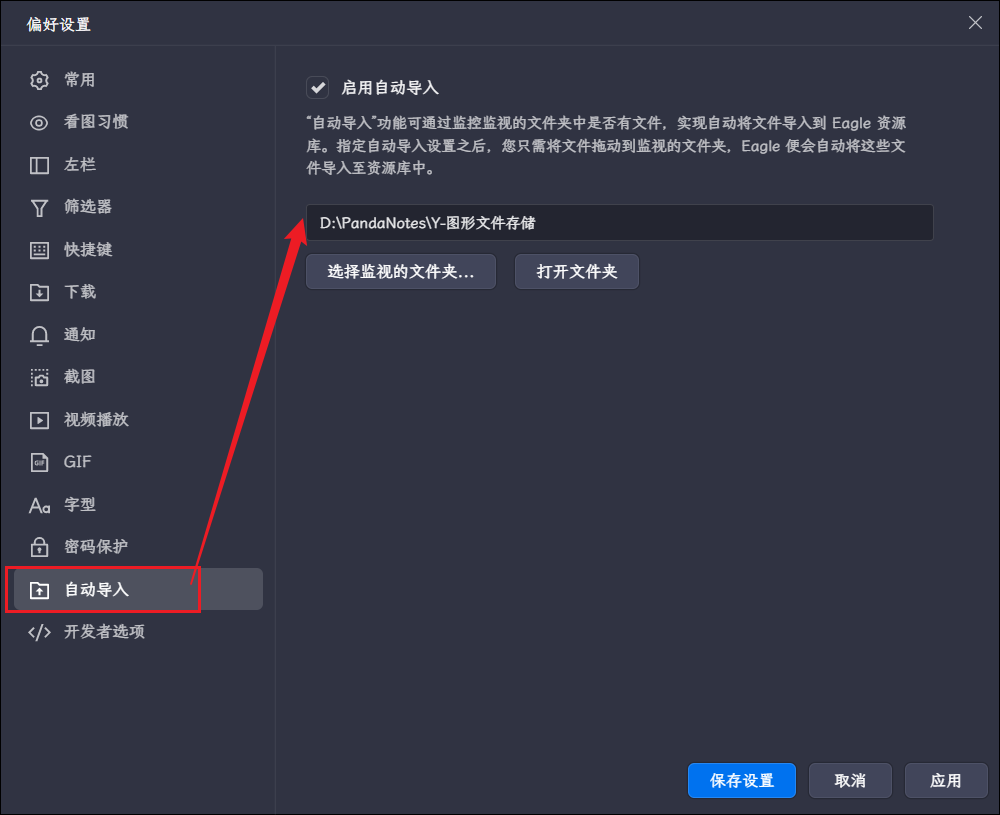 偏好设置
常用
看图习惯
左栏
筛选器
快捷键
下载
通知
截图
视频播放
GIF
GIF
Aa
字型
密码保护
自动导入
</>
开发者选项
启用自动导入
“自动导入”功能可通过监控监视的文件夹中是否有文件，实现自动将文件导入到 Eagle 资源
库。指定自动导入设置之后，您只需将文件拖动到监视的文件夹，Eagle 便会自动将这些文
件导入至资源库中。
D:\PandaNotes\Y-图形文件存储
选择监视的文件夹...
打开文件夹
保存设置
取消
应用